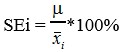 SEi = μ / x̄ᵢ *100%